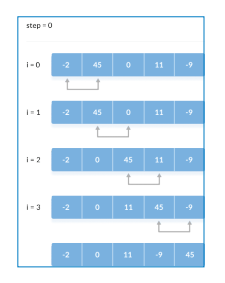 step = 0
i = 0 -2 45 0 11 -9
i = 1 -2 45 0 11 -9
i = 2 -2 0 45 11 -9
i = 3 -2 0 11 45 -9
-2 0 11 -9 45